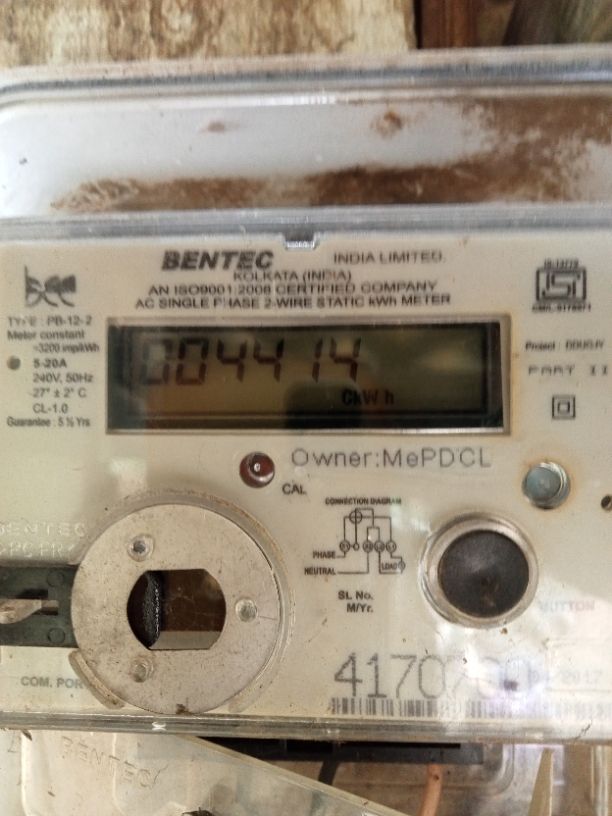 BENTEC INDIA LIMITED.
KOLKATA (INDIA)
AN ISO9001:2008 CERTIFIED COMPANY
AC SINGLE PHASE 2-WIRE STATIC kWh METER
TYPE : PB-12-2
Meter constant
=3200 imp/kWh
5-20A
240V, 50Hz
-27° ± 2° C
CL-1.0
Guarantee : 5 ½ Yrs
004414
CkW h
Project : DDUGJY
PART II
Owner:MePDCL
CAL
CONNECTION DIAGRAM
PHASE
NEUTRAL
LOAD
SL No.
M/Yr.
BENTEC
COM. POR
4170
2017
BENTEC